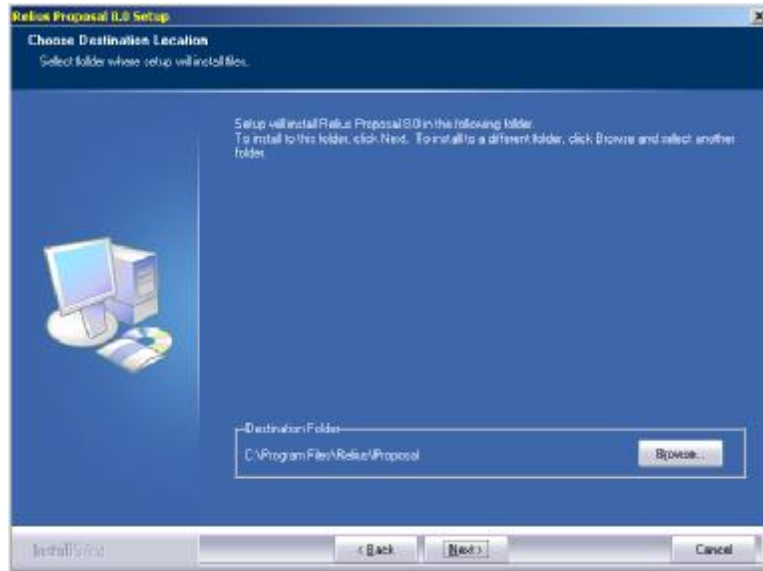 Relius Proposal 8.0 Setup
Choose Destination Location
Select folder where setup will install files.
Setup will install Relius Proposal 8.0 in the following folder.
To install to this folder, click Next. To install to a different folder, click Browse and select another
folder.
Destination Folder
C:\Program Files\Relius\Proposal
Browse...
InstallShield
< Back
Next >
Cancel